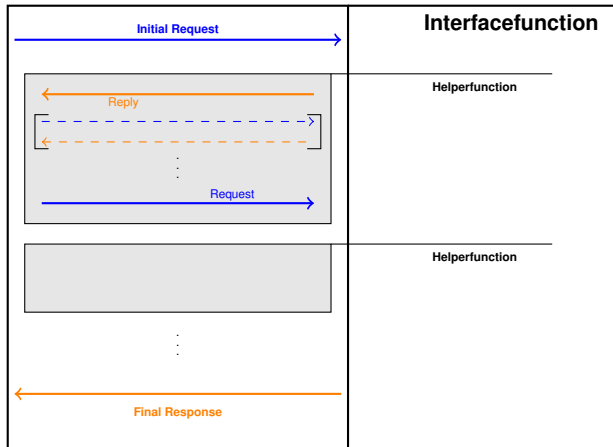 Initial Request
Interfacefunction
Helperfunction
Reply
Request
Helperfunction
Final Response